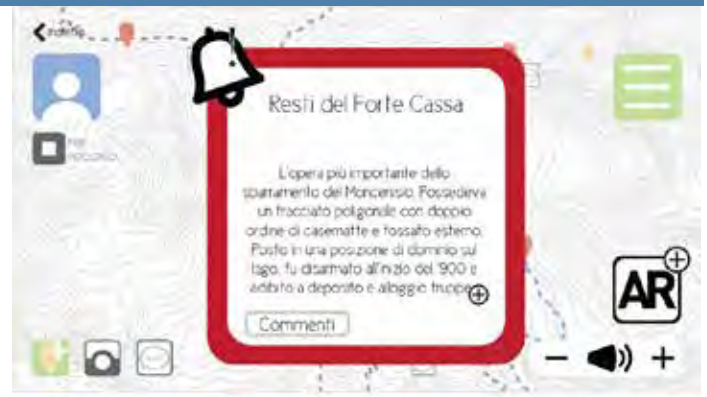 Resti del Forte Cassa
L'opera più importante dello
sbarramento del Moncenisio. Possedeva
un tracciato poligonale con doppio
ordine di casematte e fossato esterno.
Posto in una posizione di dominio sul
lago, fu disarmato all'inizio del '900 e
adibito a deposito e alloggio truppe
Commenti
AR